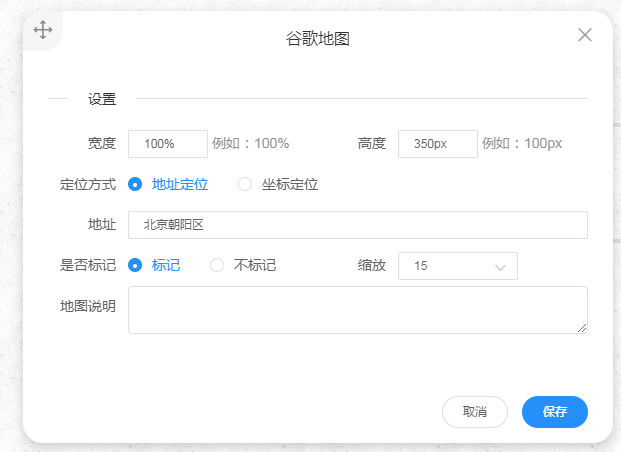 谷歌地图
设置
宽度 100% 例如：100% 高度 350px 例如：100px
定位方式 地址定位 坐标定位
地址 北京朝阳区
是否标记 标记 不标记 缩放 15
地图说明
取消 保存